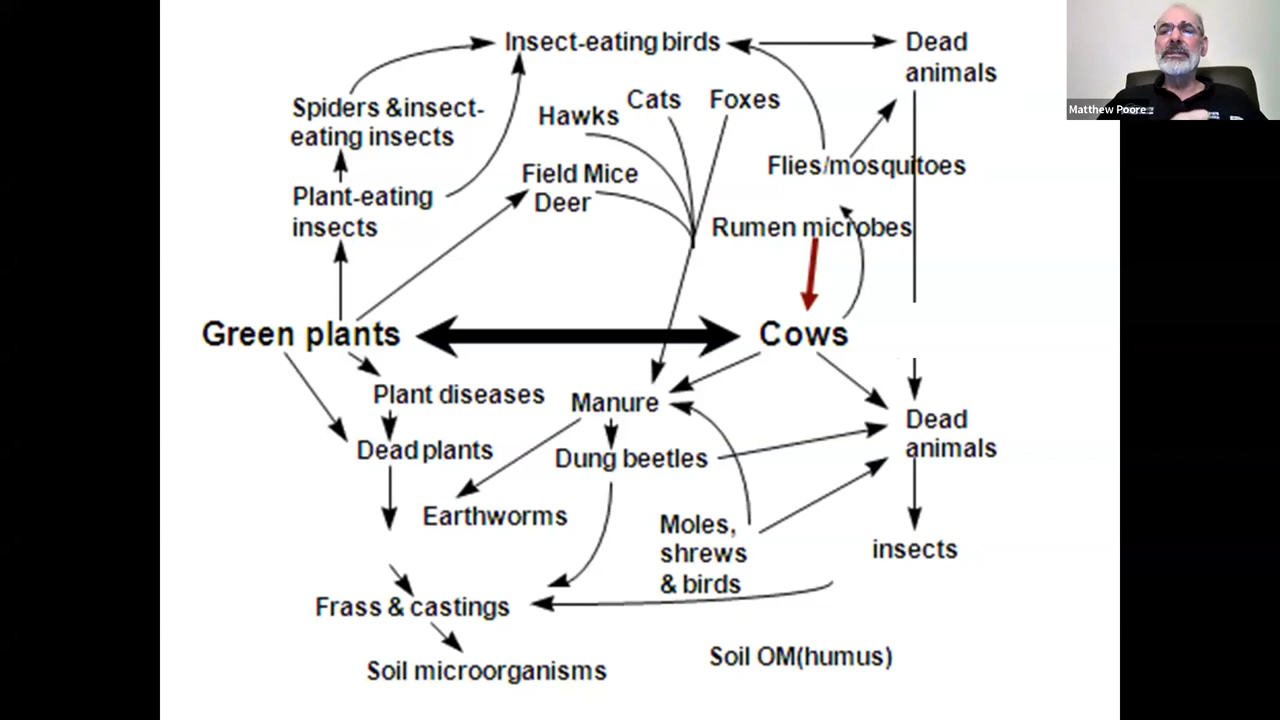 Insect-eating birds
Dead
animals
Matthew Poore
Spiders &insect-
eating insects
Hawks
Cats
Foxes
Field Mice
Deer
Flies/mosquitoes
Plant-eating
insects
Rumen microbes
Green plants
Cows
Plant diseases
Manure
Dead plants
Dung beetles
Dead
animals
Earthworms
Moles,
shrews
& birds
insects
Frass & castings
Soil microorganisms
Soil OM(humus)